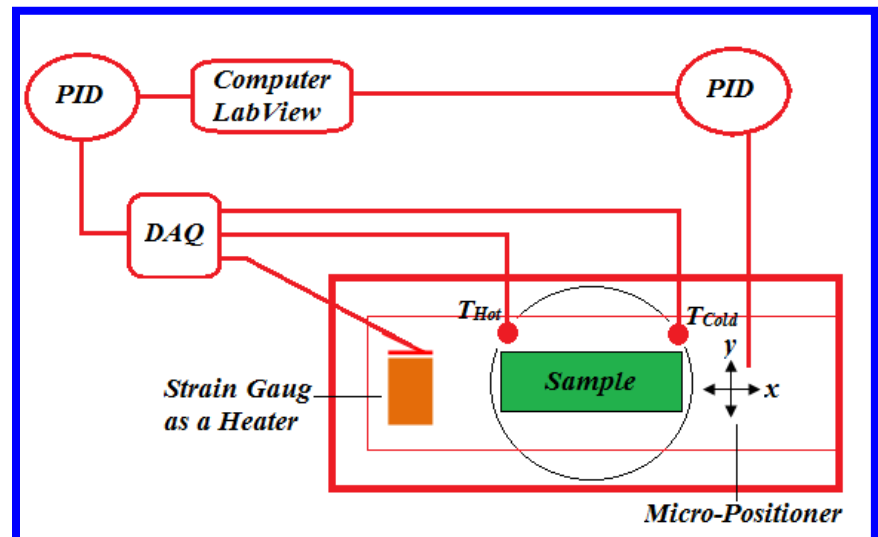 PID
Computer
LabView
PID
DAQ
THot
TCold
y
x
Sample
Strain Gaug
as a Heater
Micro-Positioner